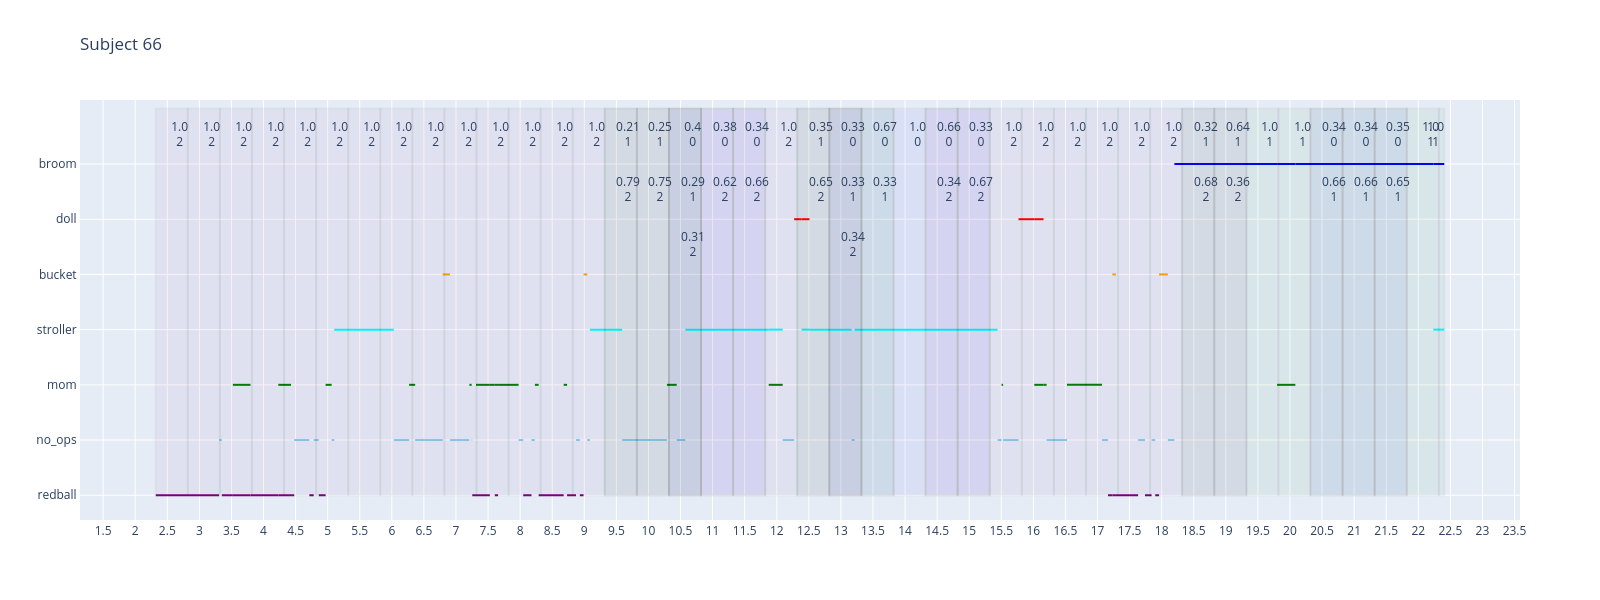 Subject 66
1.0 1.0 1.0 1.0 1.0 1.0 1.0 1.0 1.0 1.0 1.0 1.0 1.0 1.0 0.21 0.25 0.4 0.38 0.34 1.0 0.35 0.33 0.67 1.0 0.66 0.33 1.0 1.0 1.0 1.0 1.0 1.0 0.32 0.64 1.0 1.0 0.34 0.34 0.35 1.0 1.0
2 2 2 2 2 2 2 2 2 2 2 2 2 2 1 1 0 0 0 2 1 0 0 0 0 0 2 2 2 2 2 2 1 1 1 1 0 0 0 1 1
broom
0.79 0.75 0.29 0.62 0.66 0.65 0.33 0.33 0.34 0.67 0.68 0.36 0.66 0.66 0.65
2 2 1 2 2 2 1 1 2 2 2 2 1 1 1
doll
0.31 0.34
2 2
bucket
stroller
mom
no_ops
redball
1.5 2 2.5 3 3.5 4 4.5 5 5.5 6 6.5 7 7.5 8 8.5 9 9.5 10 10.5 11 11.5 12 12.5 13 13.5 14 14.5 15 15.5 16 16.5 17 17.5 18 18.5 19 19.5 20 20.5 21 21.5 22 22.5 23 23.5